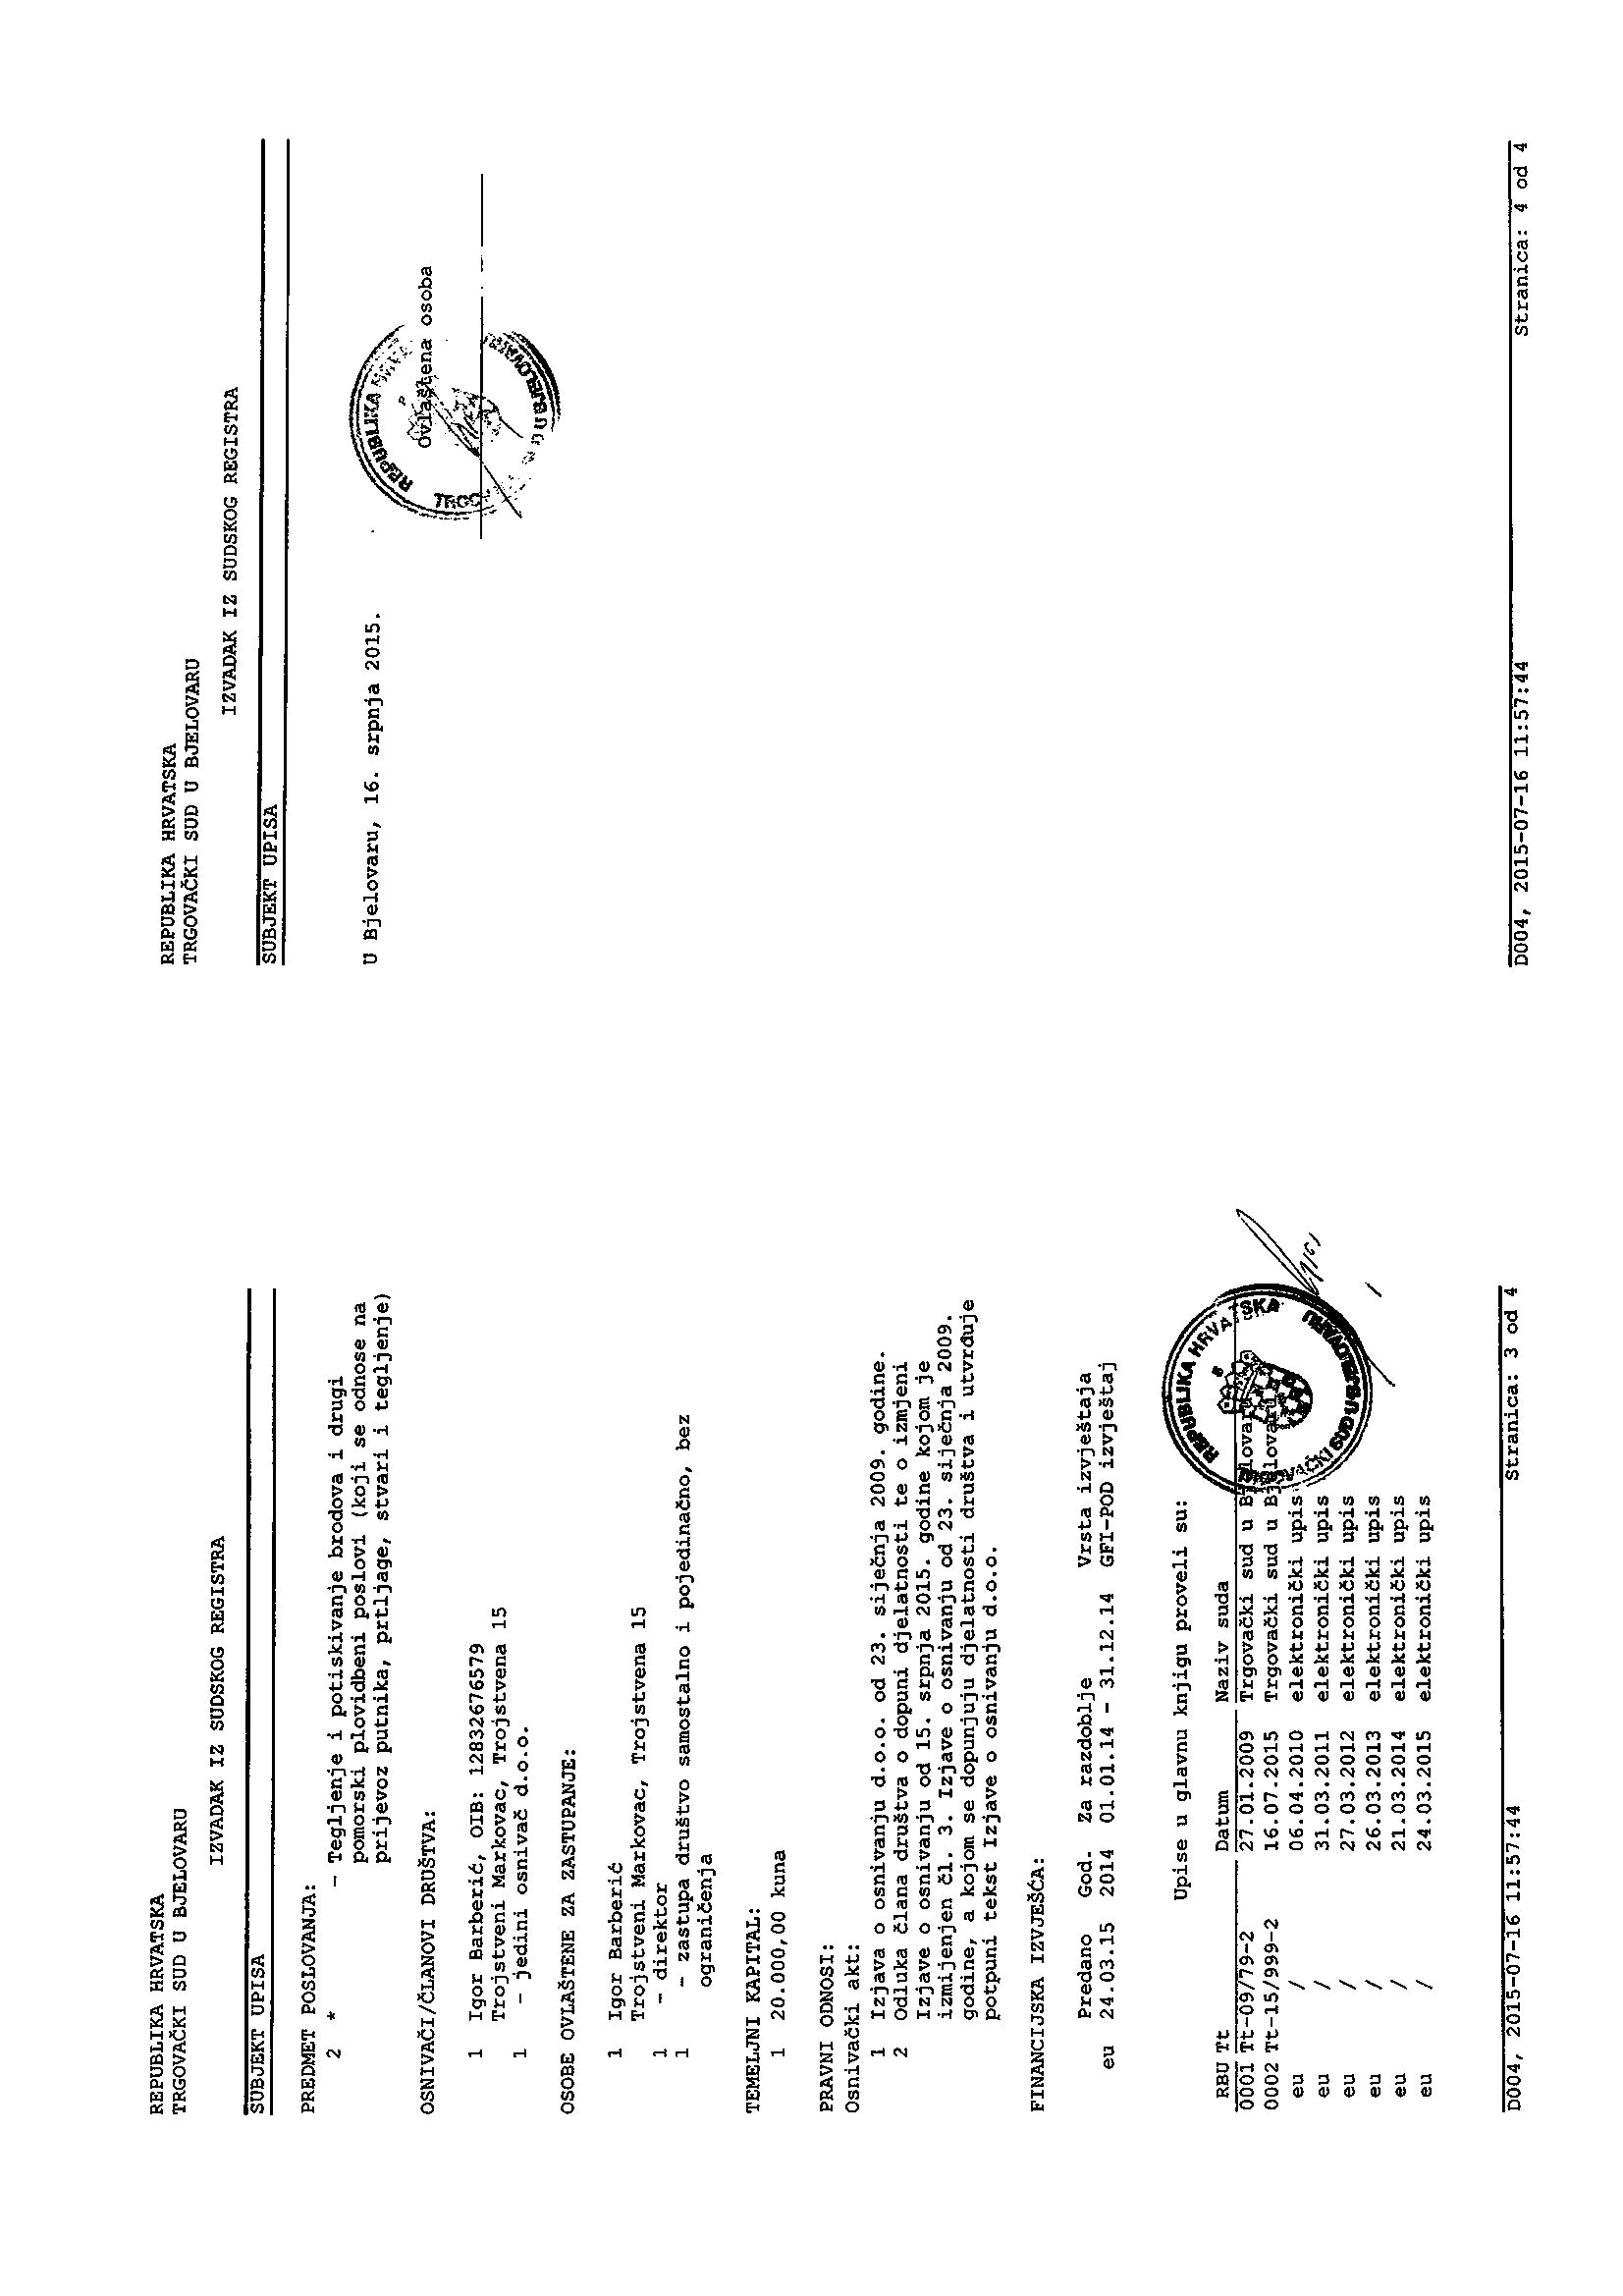 REPUBLIKA HRVATSKA
TRGOVAČKI SUD U BJELOVARU
IZVADAK IZ SUDSKOG REGISTRA
SUBJEKT UPISA
PREDMET POSLOVANJA:
2 * - Tegljenje i potiskivanje brodova i drugi
pomorski plovidbeni poslovi (koji se odnose na
prijevoz putnika, prtljage, stvari i tegljenje)
OSNIVAČI/ČLANOVI DRUŠTVA:
1 Igor Barberić, OIB: 12832676579
Trojstveni Markovac, Trojstvena 15
1 - jedini osnivač d.o.o.
OSOBE OVLAŠTENE ZA ZASTUPANJE:
1 Igor Barberić
Trojstveni Markovac, Trojstvena 15
1 - direktor
1 - zastupa društvo samostalno i pojedinačno, bez
ograničenja
TEMELJNI KAPITAL:
1 20.000,00 kuna
PRAVNI ODNOSI:
Osnivački akt:
1 Izjava o osnivanju d.o.o. od 23. siječnja 2009. godine.
2 Odluka člana društva o dopuni djelatnosti te o izmjeni
Izjave o osnivanju od 15. srpnja 2015. godine kojom je
izmijenjen čl. 3. Izjave o osnivanju od 23. siječnja 2009.
godine, a kojom se dopunjuju djelatnosti društva i utvrđuje
potpuni tekst Izjave o osnivanju d.o.o.
FINANCIJSKA IZVJEŠĆA:
Predano God. Za razdoblje Vrsta izvještaja
eu 24.03.15 2014 01.01.14 - 31.12.14 GFI-POD izvještaj
Upise u glavnu knjigu proveli su:
RBU Tt Datum Naziv suda
0001 Tt-09/79-2 27.01.2009 Trgovački sud u Bjelovaru
0002 Tt-15/999-2 16.07.2015 Trgovački sud u Bjelovaru
eu / 06.04.2010 elektronički upis
eu / 31.03.2011 elektronički upis
eu / 27.03.2012 elektronički upis
eu / 26.03.2013 elektronički upis
eu / 21.03.2014 elektronički upis
eu / 24.03.2015 elektronički upis
REPUBLIKA HRVATSKA
TRGOVAČKI SUD U BJELOVARU
D004, 2015-07-16 11:57:44 Stranica: 3 od 4
REPUBLIKA HRVATSKA
TRGOVAČKI SUD U BJELOVARU
IZVADAK IZ SUDSKOG REGISTRA
SUBJEKT UPISA
U Bjelovaru, 16. srpnja 2015.
Ovlaštena osoba
REPUBLIKA
U BJELOVARU
D004, 2015-07-16 11:57:44 Stranica: 4 od 4